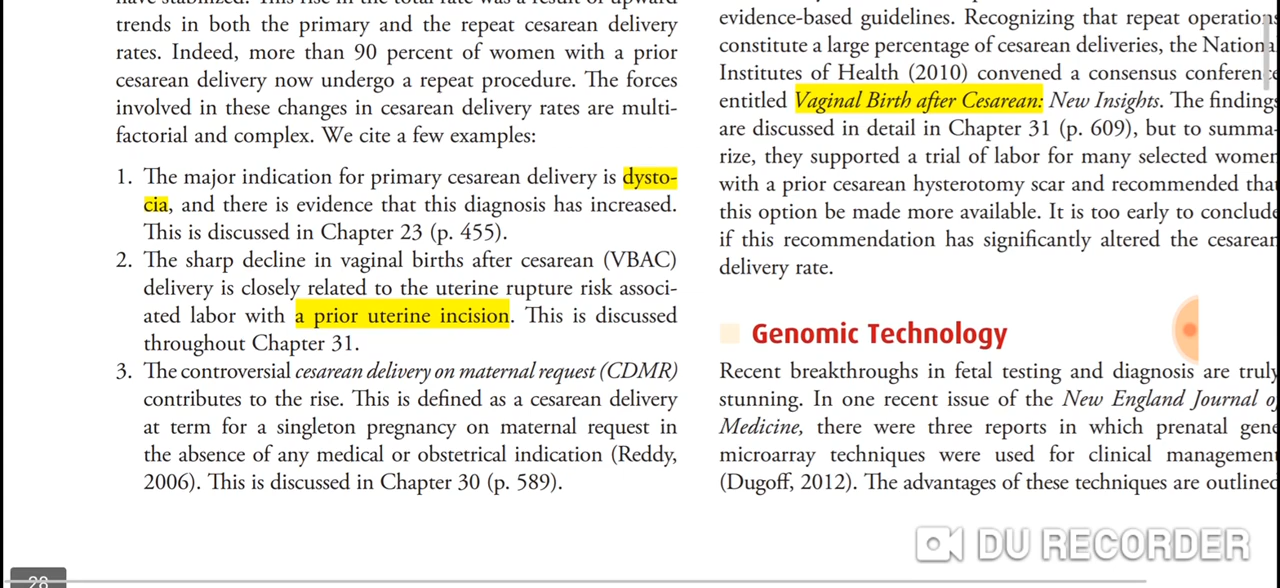 have stabilized. This rise in the total rate was a result of upward
trends in both the primary and the repeat cesarean delivery
rates. Indeed, more than 90 percent of women with a prior
cesarean delivery now undergo a repeat procedure. The forces
involved in these changes in cesarean delivery rates are multi-
factorial and complex. We cite a few examples:
1. The major indication for primary cesarean delivery is dysto-
cia, and there is evidence that this diagnosis has increased.
This is discussed in Chapter 23 (p. 455).
2. The sharp decline in vaginal births after cesarean (VBAC)
delivery is closely related to the uterine rupture risk associ-
ated labor with a prior uterine incision. This is discussed
throughout Chapter 31.
3. The controversial cesarean delivery on maternal request (CDMR)
contributes to the rise. This is defined as a cesarean delivery
at term for a singleton pregnancy on maternal request in
the absence of any medical or obstetrical indication (Reddy,
2006). This is discussed in Chapter 30 (p. 589).
28
evidence-based guidelines. Recognizing that repeat operations
constitute a large percentage of cesarean deliveries, the Nationa
Institutes of Health (2010) convened a consensus conference
entitled Vaginal Birth after Cesarean: New Insights. The findings
are discussed in detail in Chapter 31 (p. 609), but to summa-
rize, they supported a trial of labor for many selected women
with a prior cesarean hysterotomy scar and recommended that
this option be made more available. It is too early to conclude
if this recommendation has significantly altered the cesarean
delivery rate.
Genomic Technology
Recent breakthroughs in fetal testing and diagnosis are truly
stunning. In one recent issue of the New England Journal of
Medicine, there were three reports in which prenatal gene
microarray techniques were used for clinical management
(Dugoff, 2012). The advantages of these techniques are outlined
DU RECORDER